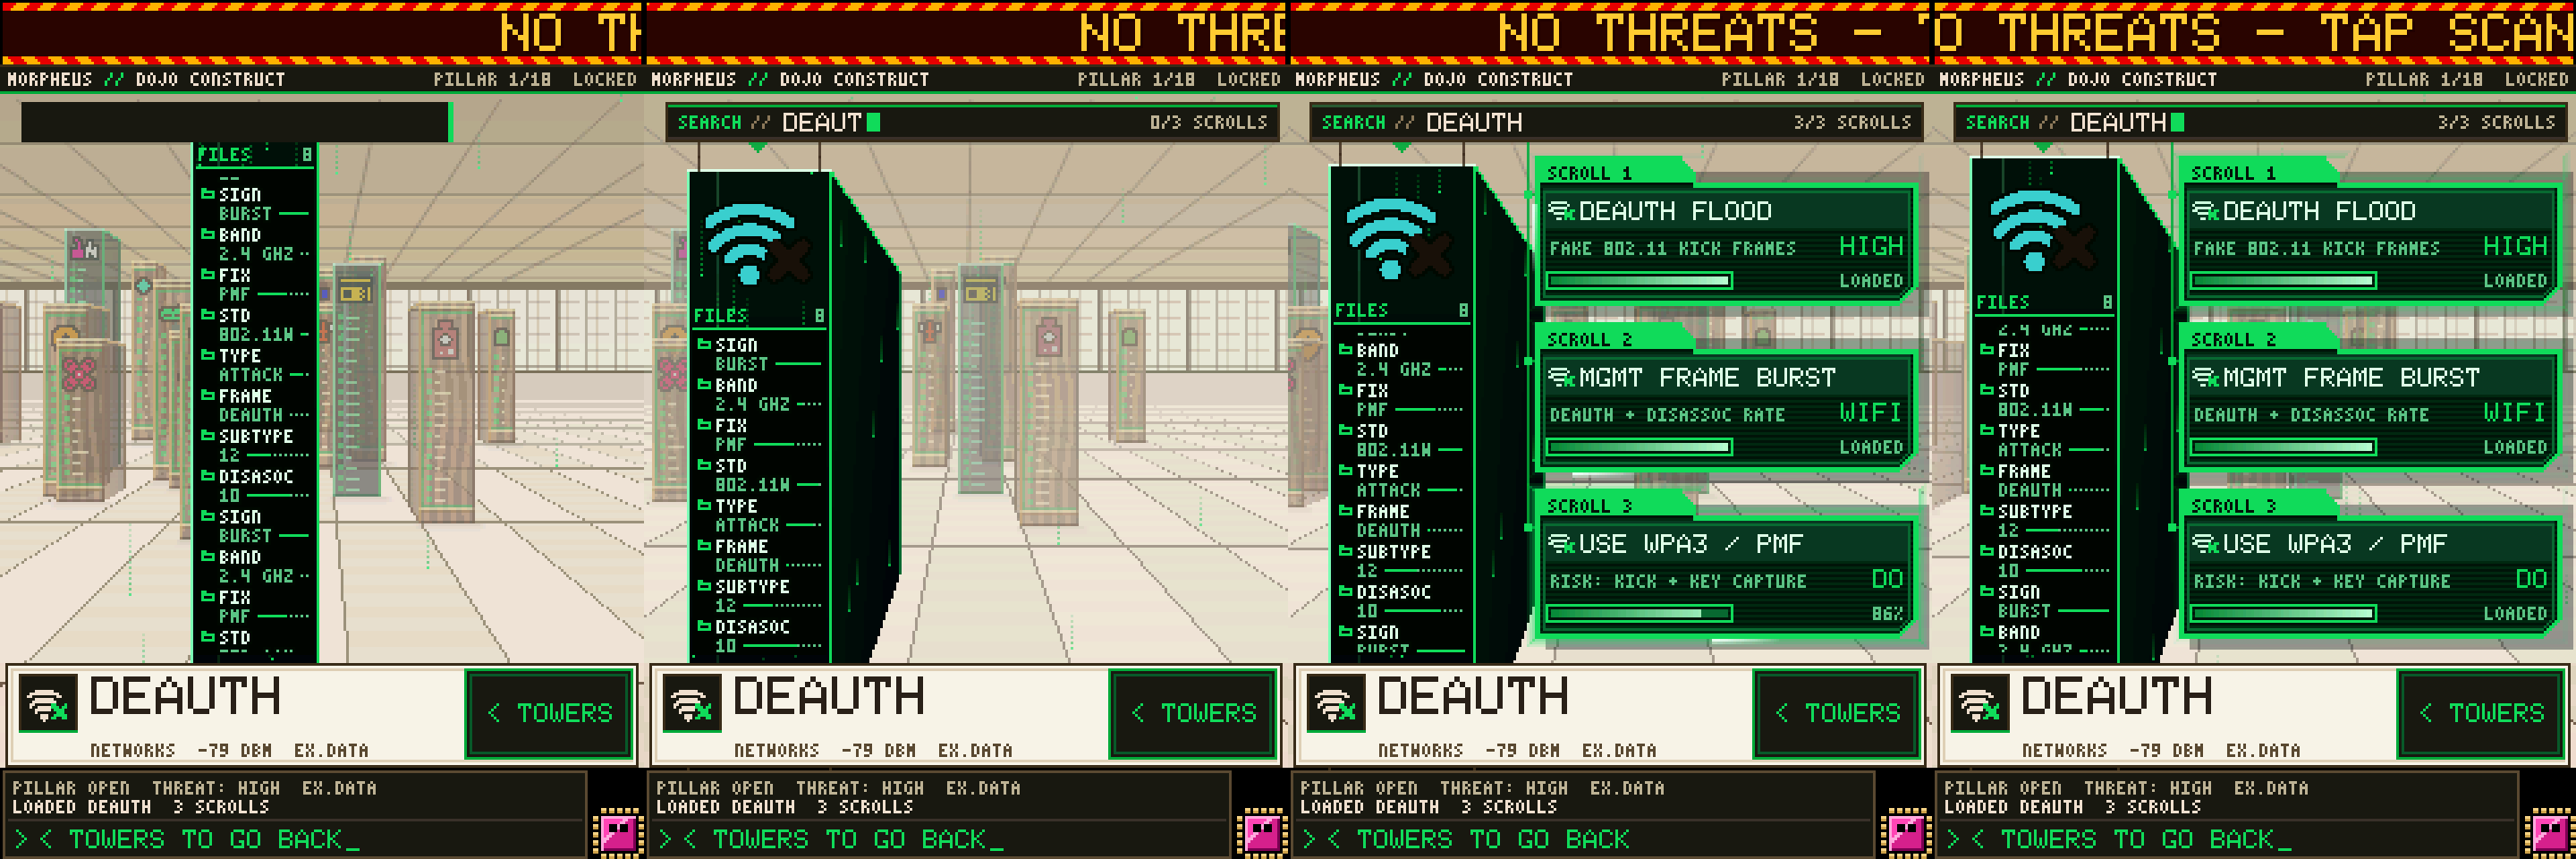 NO TH
MORPHEUS // DOJO CONSTRUCT PILLAR 1/18 LOCKED
FILES 8
SIGN
BURST
BAND
2.4 GHZ
FIX
PMF
STD
802.11W
TYPE
ATTACK
FRAME
DEAUTH
SUBTYPE
12
DISASOC
10
SIGN
BURST
BAND
2.4 GHZ
FIX
PMF
STD
DEAUTH
< TOWERS
NETWORKS -79 DBM EX.DATA
PILLAR OPEN THREAT: HIGH EX.DATA
LOADED DEAUTH 3 SCROLLS
> < TOWERS TO GO BACK_
NO THRE
MORPHEUS // DOJO CONSTRUCT PILLAR 1/18 LOCKED
SEARCH // DEAUT 0/3 SCROLLS
FILES 8
SIGN
BURST
BAND
2.4 GHZ
FIX
PMF
STD
802.11W
TYPE
ATTACK
FRAME
DEAUTH
SUBTYPE
12
DISASOC
10
DEAUTH
< TOWERS
NETWORKS -79 DBM EX.DATA
PILLAR OPEN THREAT: HIGH EX.DATA
LOADED DEAUTH 3 SCROLLS
> < TOWERS TO GO BACK_
NO THREATS - T
MORPHEUS // DOJO CONSTRUCT PILLAR 1/18 LOCKED
SEARCH // DEAUTH 3/3 SCROLLS
FILES 8
BAND
2.4 GHZ
FIX
PMF
STD
802.11W
TYPE
ATTACK
FRAME
DEAUTH
SUBTYPE
12
DISASOC
10
SIGN
BURST
SCROLL 1
DEAUTH FLOOD
FAKE 802.11 KICK FRAMES HIGH
LOADED
SCROLL 2
MGMT FRAME BURST
DEAUTH + DISASSOC RATE WIFI
LOADED
SCROLL 3
USE WPA3 / PMF
RISK: KICK + KEY CAPTURE DO
86%
DEAUTH
< TOWERS
NETWORKS -79 DBM EX.DATA
PILLAR OPEN THREAT: HIGH EX.DATA
LOADED DEAUTH 3 SCROLLS
> < TOWERS TO GO BACK
O THREATS - TAP SCAN
MORPHEUS // DOJO CONSTRUCT PILLAR 1/18 LOCKED
SEARCH // DEAUTH 3/3 SCROLLS
FILES 8
2.4 GHZ
FIX
PMF
STD
802.11W
TYPE
ATTACK
FRAME
DEAUTH
SUBTYPE
12
DISASOC
10
SIGN
BURST
BAND
2.4 GHZ
SCROLL 1
DEAUTH FLOOD
FAKE 802.11 KICK FRAMES HIGH
LOADED
SCROLL 2
MGMT FRAME BURST
DEAUTH + DISASSOC RATE WIFI
LOADED
SCROLL 3
USE WPA3 / PMF
RISK: KICK + KEY CAPTURE DO
LOADED
DEAUTH
< TOWERS
NETWORKS -79 DBM EX.DATA
PILLAR OPEN THREAT: HIGH EX.DATA
LOADED DEAUTH 3 SCROLLS
> < TOWERS TO GO BACK_